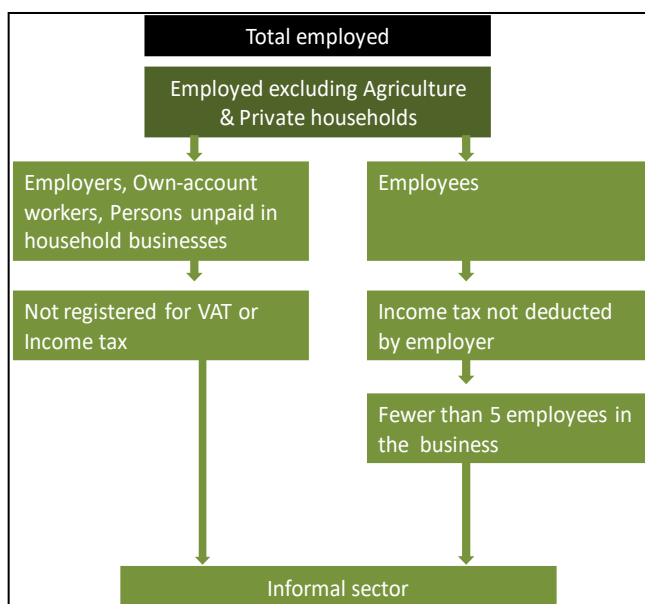 Total employed
Employed excluding Agriculture
& Private households
Employers, Own-account
workers, Persons unpaid in
household businesses
Employees
Not registered for VAT or
Income tax
Income tax not deducted
by employer
Fewer than 5 employees in
the business
Informal sector